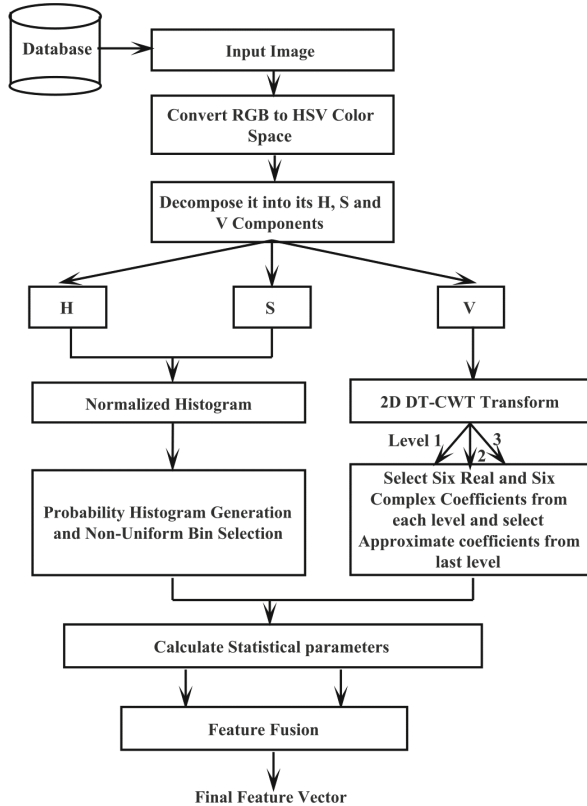 Database
Input Image
Convert RGB to HSV Color
Space
Decompose it into its H, S and
V Components
H
S
V
Normalized Histogram
2D DT-CWT Transform
Level 1
2
3
Probability Histogram Generation
and Non-Uniform Bin Selection
Select Six Real and Six
Complex Coefficients from
each level and select
Approximate coefficients from
last level
Calculate Statistical parameters
Feature Fusion
Final Feature Vector